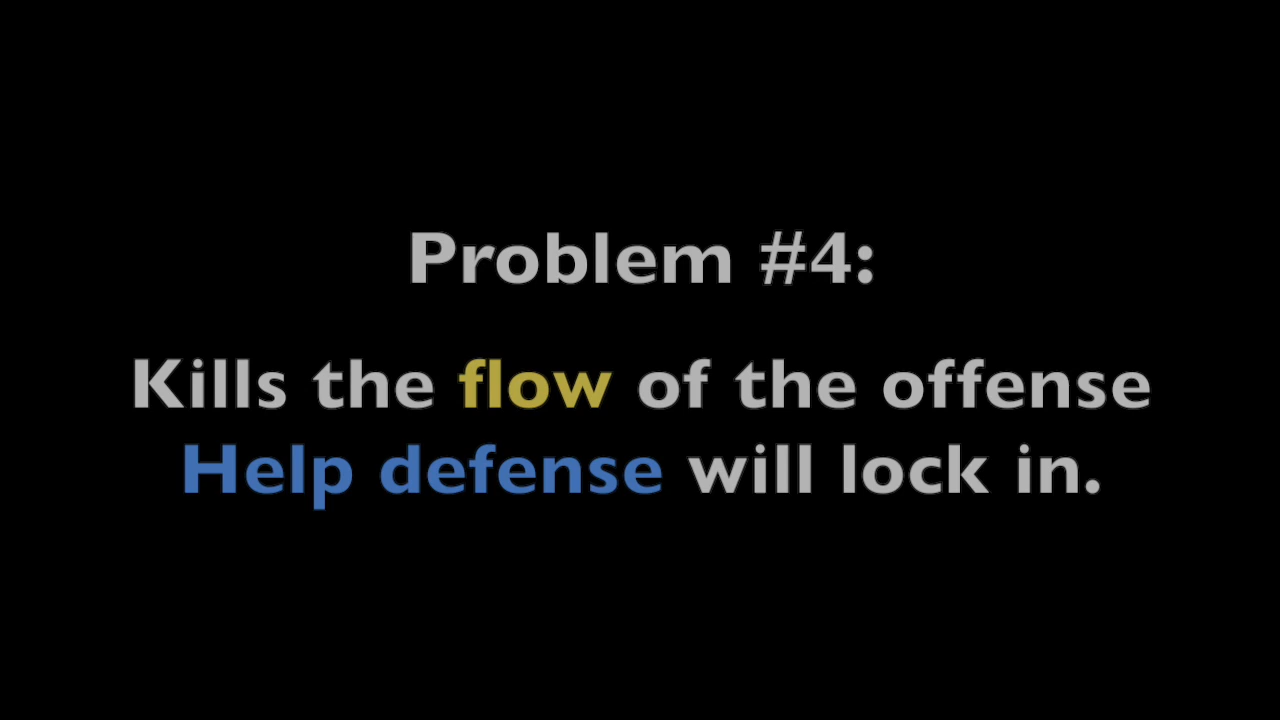 Problem #4:
Kills the flow of the offense
Help defense will lock in.